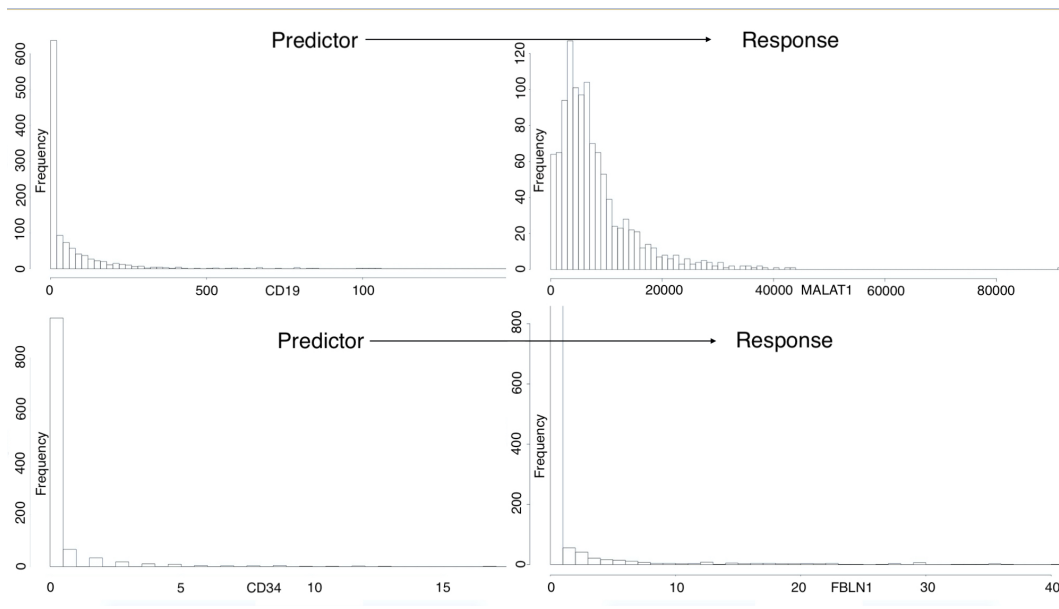 Predictor
Response
Frequency
0 100 200 300 400 500 600
0 500 100
CD19
Frequency
0 20 40 60 80 100 120
0 20000 40000 60000 80000
MALAT1
Predictor
Response
Frequency
0 200 400 600 800
0 5 10 15
CD34
Frequency
0 200 400 600 800
0 10 20 30 40
FBLN1